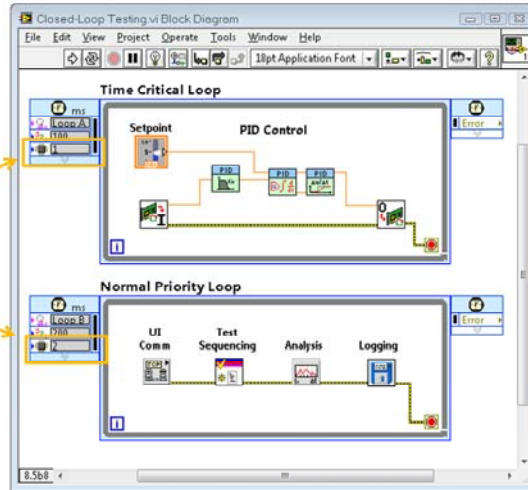 Closed-Loop Testing.vi Block Diagram
File Edit View Project Operate Tools Window Help
18pt Application Font
Time Critical Loop
ms
Loop A
100
1
Setpoint
PID Control
PID
PID
PID
I
O
i
Error
Normal Priority Loop
ms
Loop B
200
2
UI
Comm
Test
Sequencing
Analysis
Logging
TCP
i
Error
8.5b8